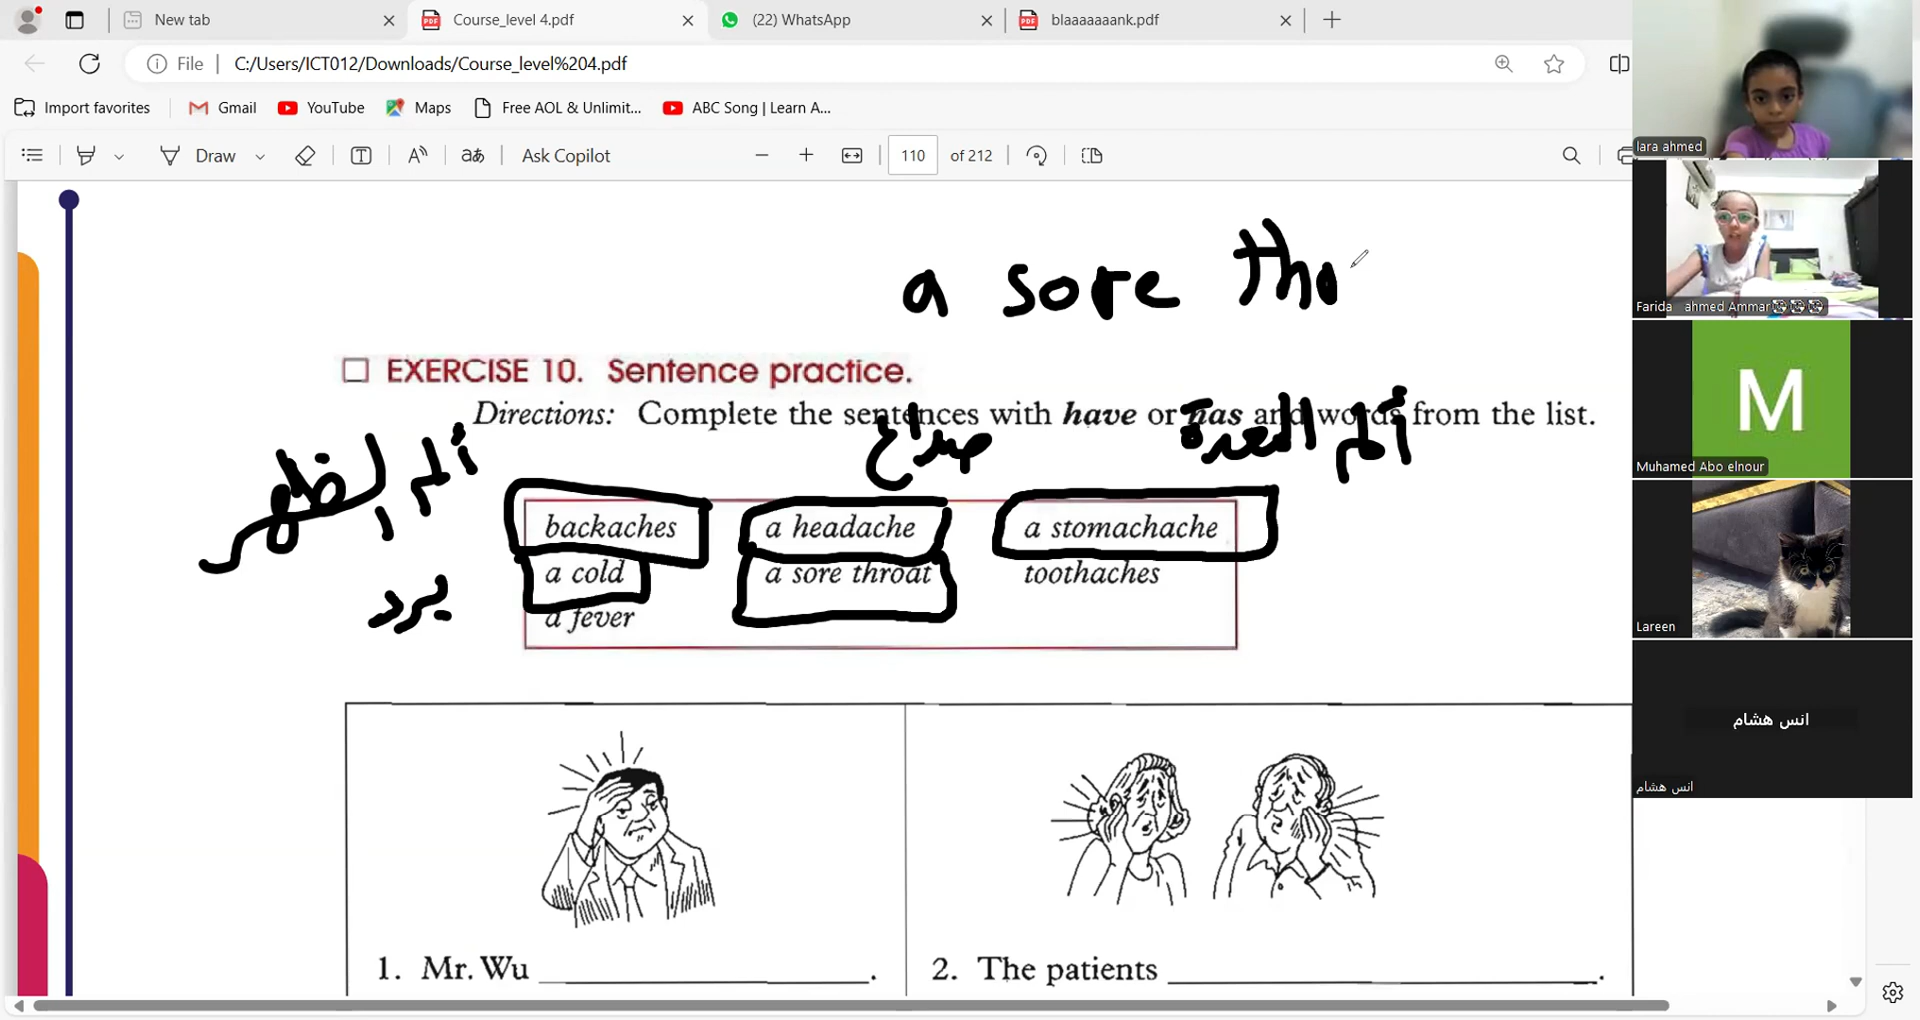 New tab
Course_level 4.pdf
(22) WhatsApp
blaaaaaaank.pdf
File
C:/Users/ICT012/Downloads/Course_level%204.pdf
Import favorites
Gmail
YouTube
Maps
Free AOL & Unlimit...
ABC Song | Learn A...
Draw
Ask Copilot
110 of 212
a sore tho
EXERCISE 10. Sentence practice.
Directions: Complete the sentences with have or has and words from the list.
ألم الظهر
صداع
ألم المعدة
backaches a headache a stomachache
a cold a sore throat toothaches
برد
a fever
1. Mr. Wu ____________.
2. The patients ____________.
lara ahmed
Farida ahmed Ammar
M
Muhamed Abo elnour
Lareen
انس هشام
انس هشام